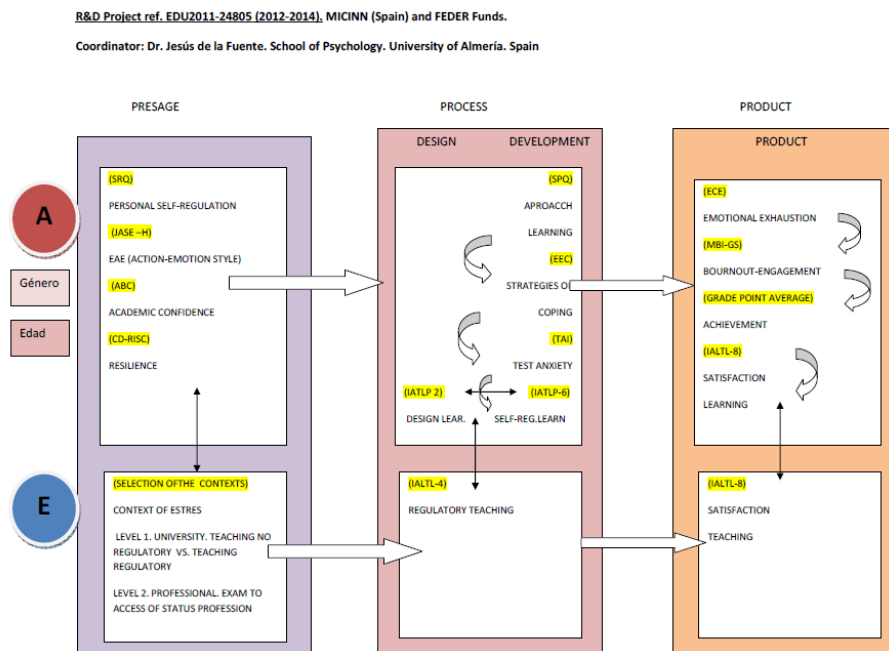 R&D Project ref. EDU2011-24805 (2012-2014). MICINN (Spain) and FEDER Funds.
Coordinator: Dr. Jesús de la Fuente. School of Psychology. University of Almería. Spain
PRESAGE
PROCESS
PRODUCT
DESIGN
DEVELOPMENT
PRODUCT
A
Género
Edad
(SRQ)
PERSONAL SELF-REGULATION
(JASE –H)
EAE (ACTION-EMOTION STYLE)
(ABC)
ACADEMIC CONFIDENCE
(CD-RISC)
RESILIENCE
(SPQ)
APROACCH
LEARNING
(EEC)
STRATEGIES O
COPING
(TAI)
TEST ANXIETY
(IATLP 2)
(IATLP-6)
DESIGN LEAR.
SELF-REG.LEARN
(ECE)
EMOTIONAL EXHAUSTION
(MBI-GS)
BOURNOUT-ENGAGEMENT
(GRADE POINT AVERAGE)
ACHIEVEMENT
(IALTL-8)
SATISFACTION
LEARNING
E
(SELECTION OFTHE CONTEXTS)
CONTEXT OF ESTRES
LEVEL 1. UNIVERSITY. TEACHING NO
REGULATORY VS. TEACHING
REGULATORY
LEVEL 2. PROFESSIONAL. EXAM TO
ACCESS OF STATUS PROFESSION
(IALTL-4)
REGULATORY TEACHING
(IALTL-8)
SATISFACTION
TEACHING